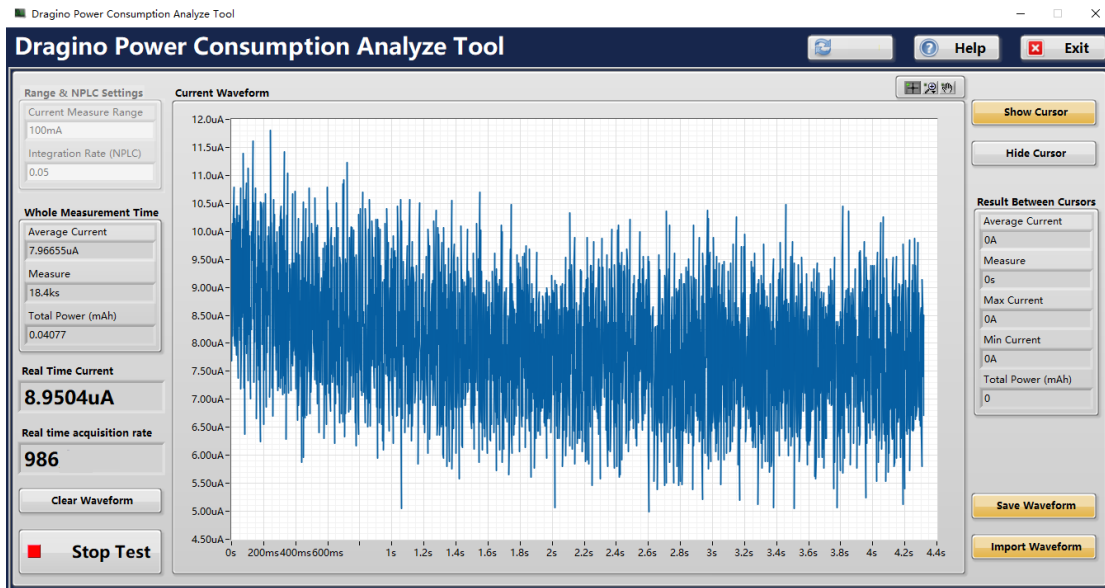 Dragino Power Consumption Analyze Tool
Dragino Power Consumption Analyze Tool
Help
Exit
Range & NPLC Settings
Current Measure Range
100mA
Integration Rate (NPLC)
0.05
Whole Measurement Time
Average Current
7.96655uA
Measure
18.4ks
Total Power (mAh)
0.04077
Real Time Current
8.9504uA
Real time acquisition rate
986
Clear Waveform
Stop Test
Current Waveform
12.0uA
11.5uA
11.0uA
10.5uA
10.0uA
9.50uA
9.00uA
8.50uA
8.00uA
7.50uA
7.00uA
6.50uA
6.00uA
5.50uA
5.00uA
4.50uA
0s 200ms 400ms 600ms 1s 1.2s 1.4s 1.6s 1.8s 2s 2.2s 2.4s 2.6s 2.8s 3s 3.2s 3.4s 3.6s 3.8s 4s 4.2s 4.4s
Show Cursor
Hide Cursor
Result Between Cursors
Average Current
0A
Measure
0s
Max Current
0A
Min Current
0A
Total Power (mAh)
0
Save Waveform
Import Waveform